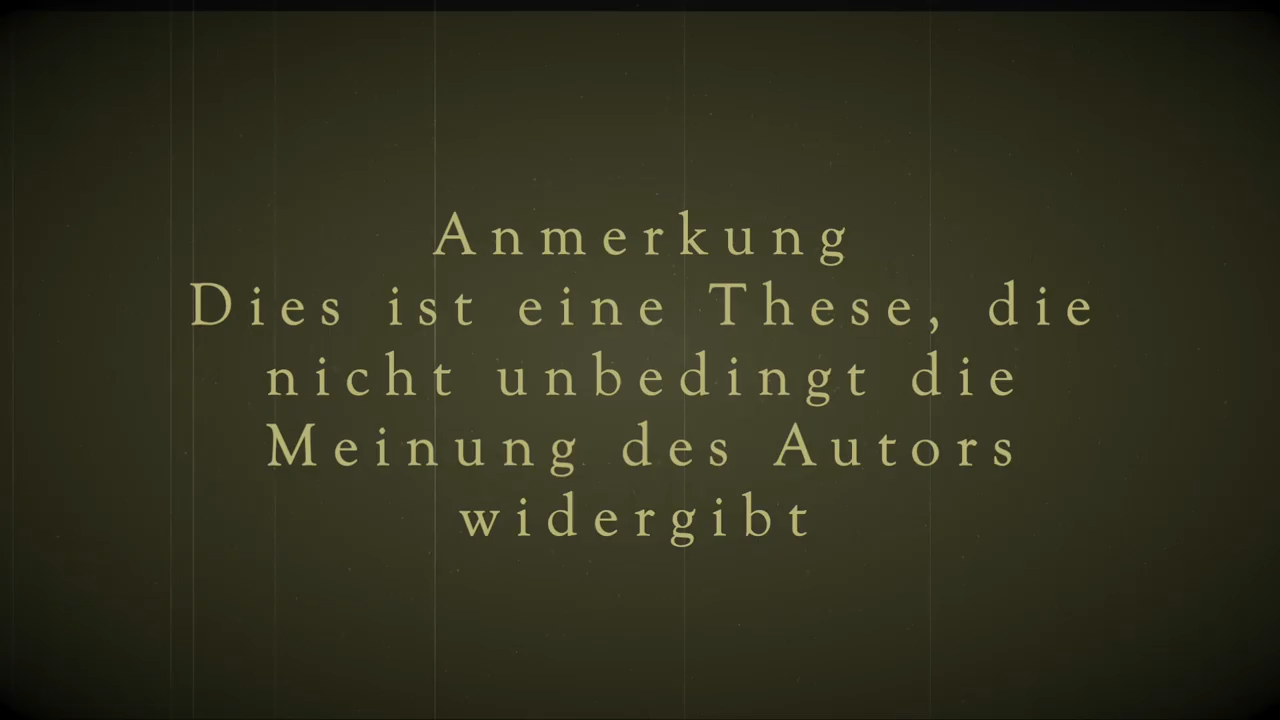 Anmerkung
Dies ist eine These, die
nicht unbedingt die
Meinung des Autors
widergibt